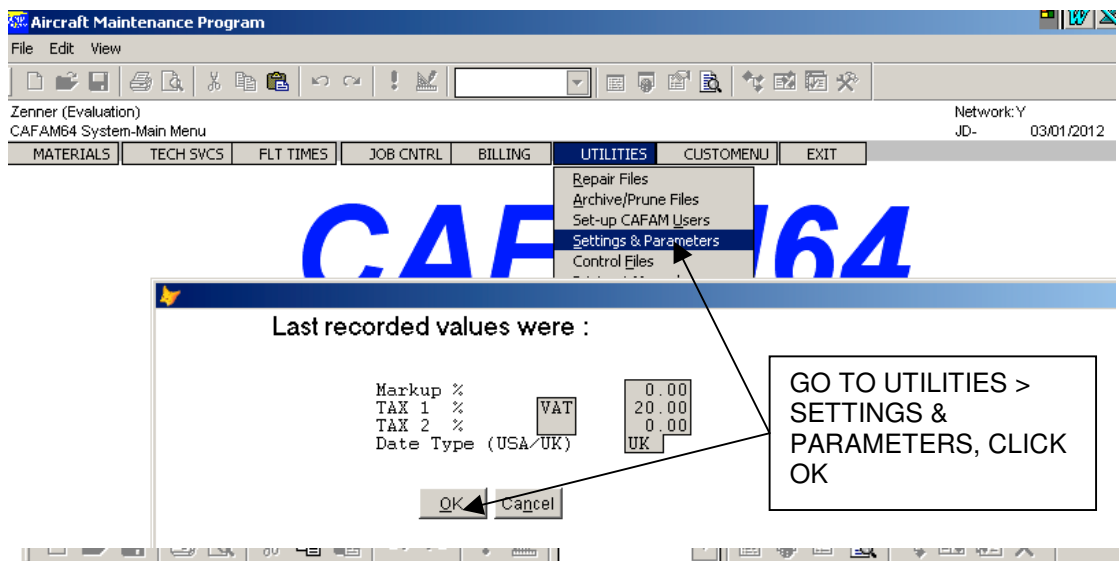 Aircraft Maintenance Program
File Edit View
Zenner (Evaluation) Network:Y
CAFAM64 System-Main Menu JD- 03/01/2012
MATERIALS TECH SVCS FLT TIMES JOB CNTRL BILLING UTILITIES CUSTOMENU EXIT
Repair Files
Archive/Prune Files
Set-up CAFAM Users
Settings & Parameters
Control Files
CAFAM64
Last recorded values were :
Markup % 0.00
TAX 1 % VAT 20.00
TAX 2 % 0.00
Date Type (USA/UK) UK
OK Cancel
GO TO UTILITIES >
SETTINGS &
PARAMETERS, CLICK
OK